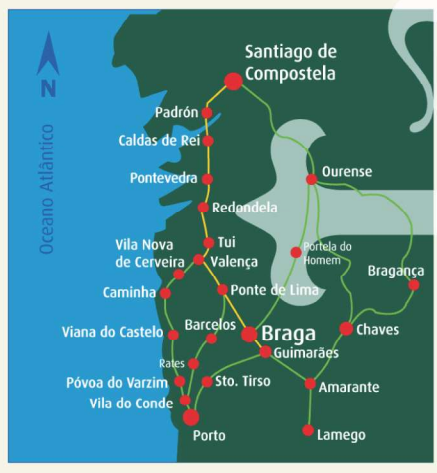 Santiago de
Compostela
N
Oceano Atlântico
Padrón
Caldas de Rei
Pontevedra
Ourense
Redondela
Tui
Vila Nova
de Cerveira
Valença
Portela do
Homem
Bragança
Caminha
Ponte de Lima
Viana do Castelo
Barcelos
Braga
Chaves
Guimarães
Rates
Póvoa do Varzim
Sto. Tirso
Amarante
Vila do Conde
Porto
Lamego